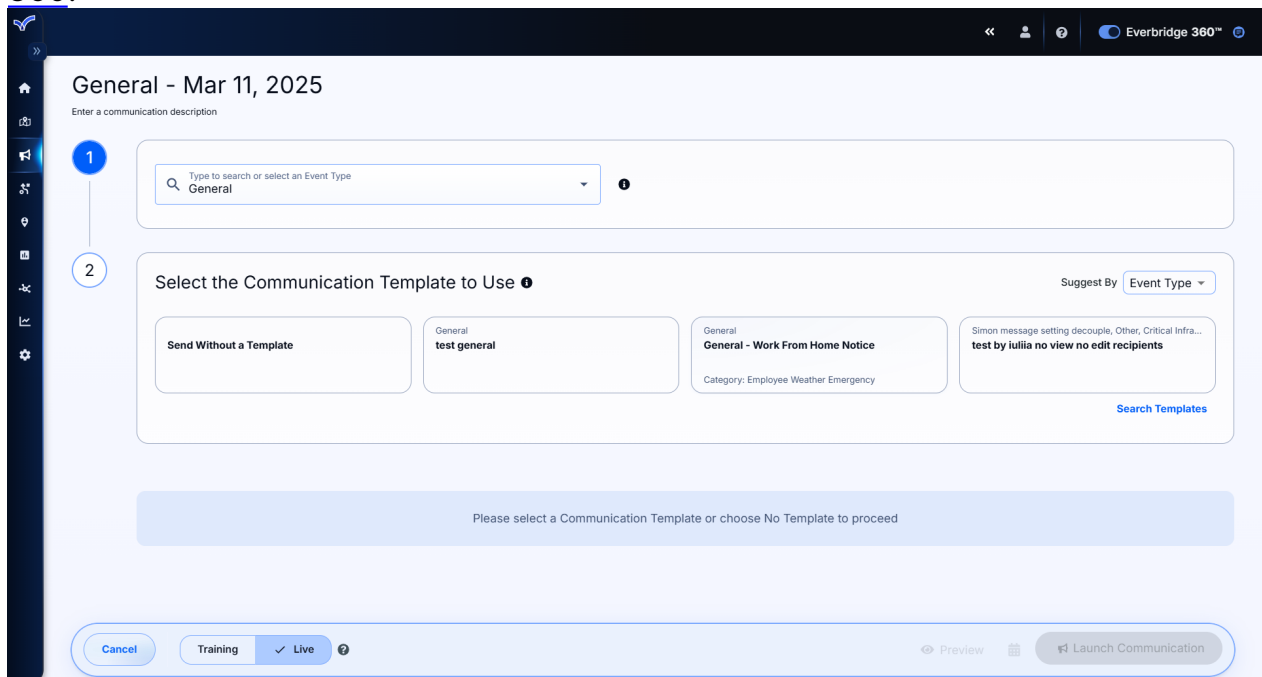 Everbridge 360™
General - Mar 11, 2025
Enter a communication description
1
Type to search or select an Event Type
General
2
Select the Communication Template to Use
Suggest By Event Type
Send Without a Template
General
test general
General
General - Work From Home Notice
Category: Employee Weather Emergency
Simon message setting decouple, Other, Critical Infra...
test by iuliia no view no edit recipients
Search Templates
Please select a Communication Template or choose No Template to proceed
Cancel
Training
Live
Preview
Launch Communication